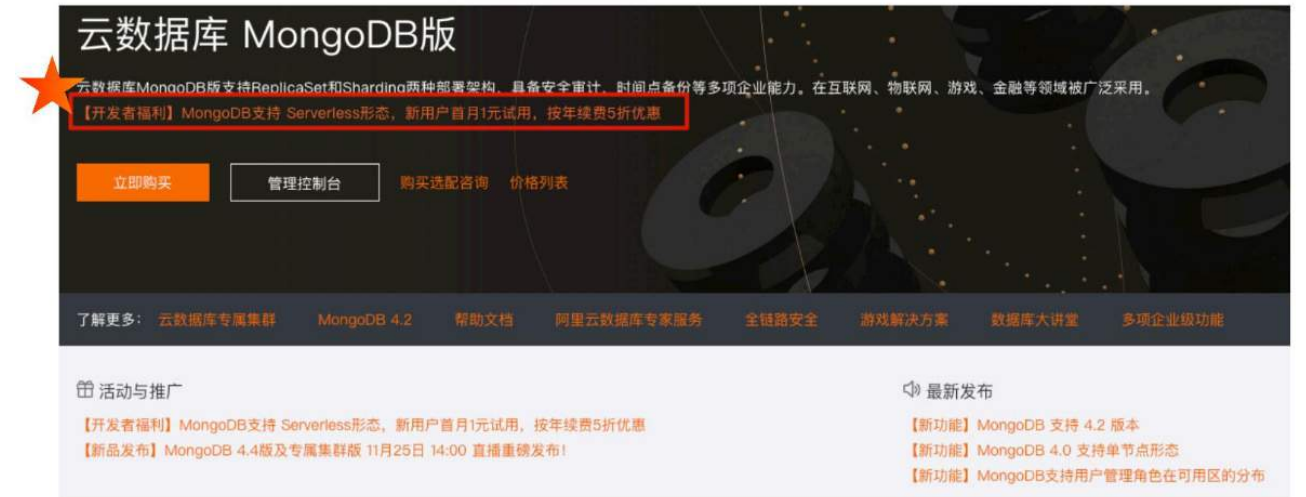 云数据库 MongoDB版
云数据库MongoDB版支持ReplicaSet和Sharding两种部署架构，具备安全审计、时间点备份等多项企业能力。在互联网、物联网、游戏、金融等领域被广泛采用。
【开发者福利】MongoDB支持 Serverless形态，新用户首月1元试用，按年续费5折优惠
立即购买 管理控制台 购买选配咨询 价格列表
了解更多： 云数据库专属集群 MongoDB 4.2 帮助文档 阿里云数据库专家服务 全链路安全 游戏解决方案 数据库大讲堂 多项企业级功能
活动与推广
【开发者福利】MongoDB支持 Serverless形态，新用户首月1元试用，按年续费5折优惠
【新品发布】MongoDB 4.4版及专属集群版 11月25日 14:00 直播重磅发布！
最新发布
【新功能】MongoDB 支持 4.2 版本
【新功能】MongoDB 4.0 支持单节点形态
【新功能】MongoDB支持用户管理角色在可用区的分布